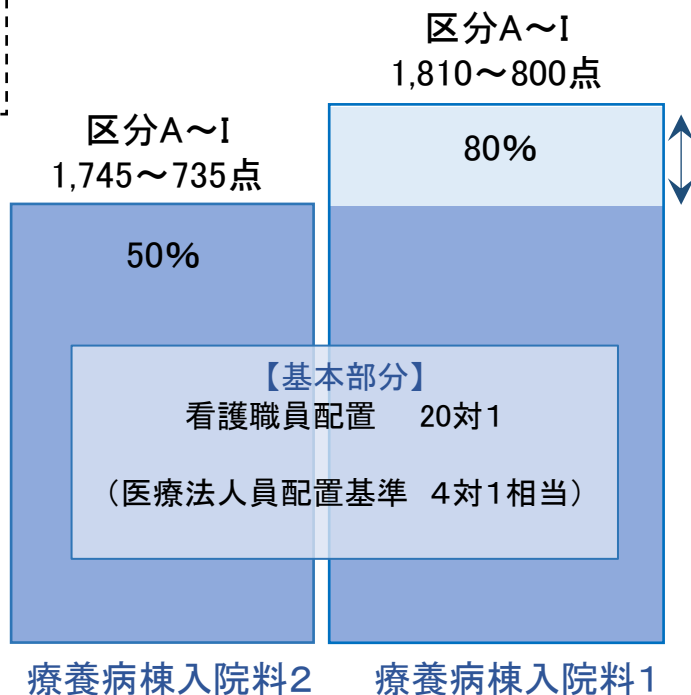 区分A～I
1,810～800点
80%
区分A～I
1,745～735点
50%
【基本部分】
看護職員配置　20対1
（医療法人員配置基準　４対１相当）
療養病棟入院料２
療養病棟入院料１